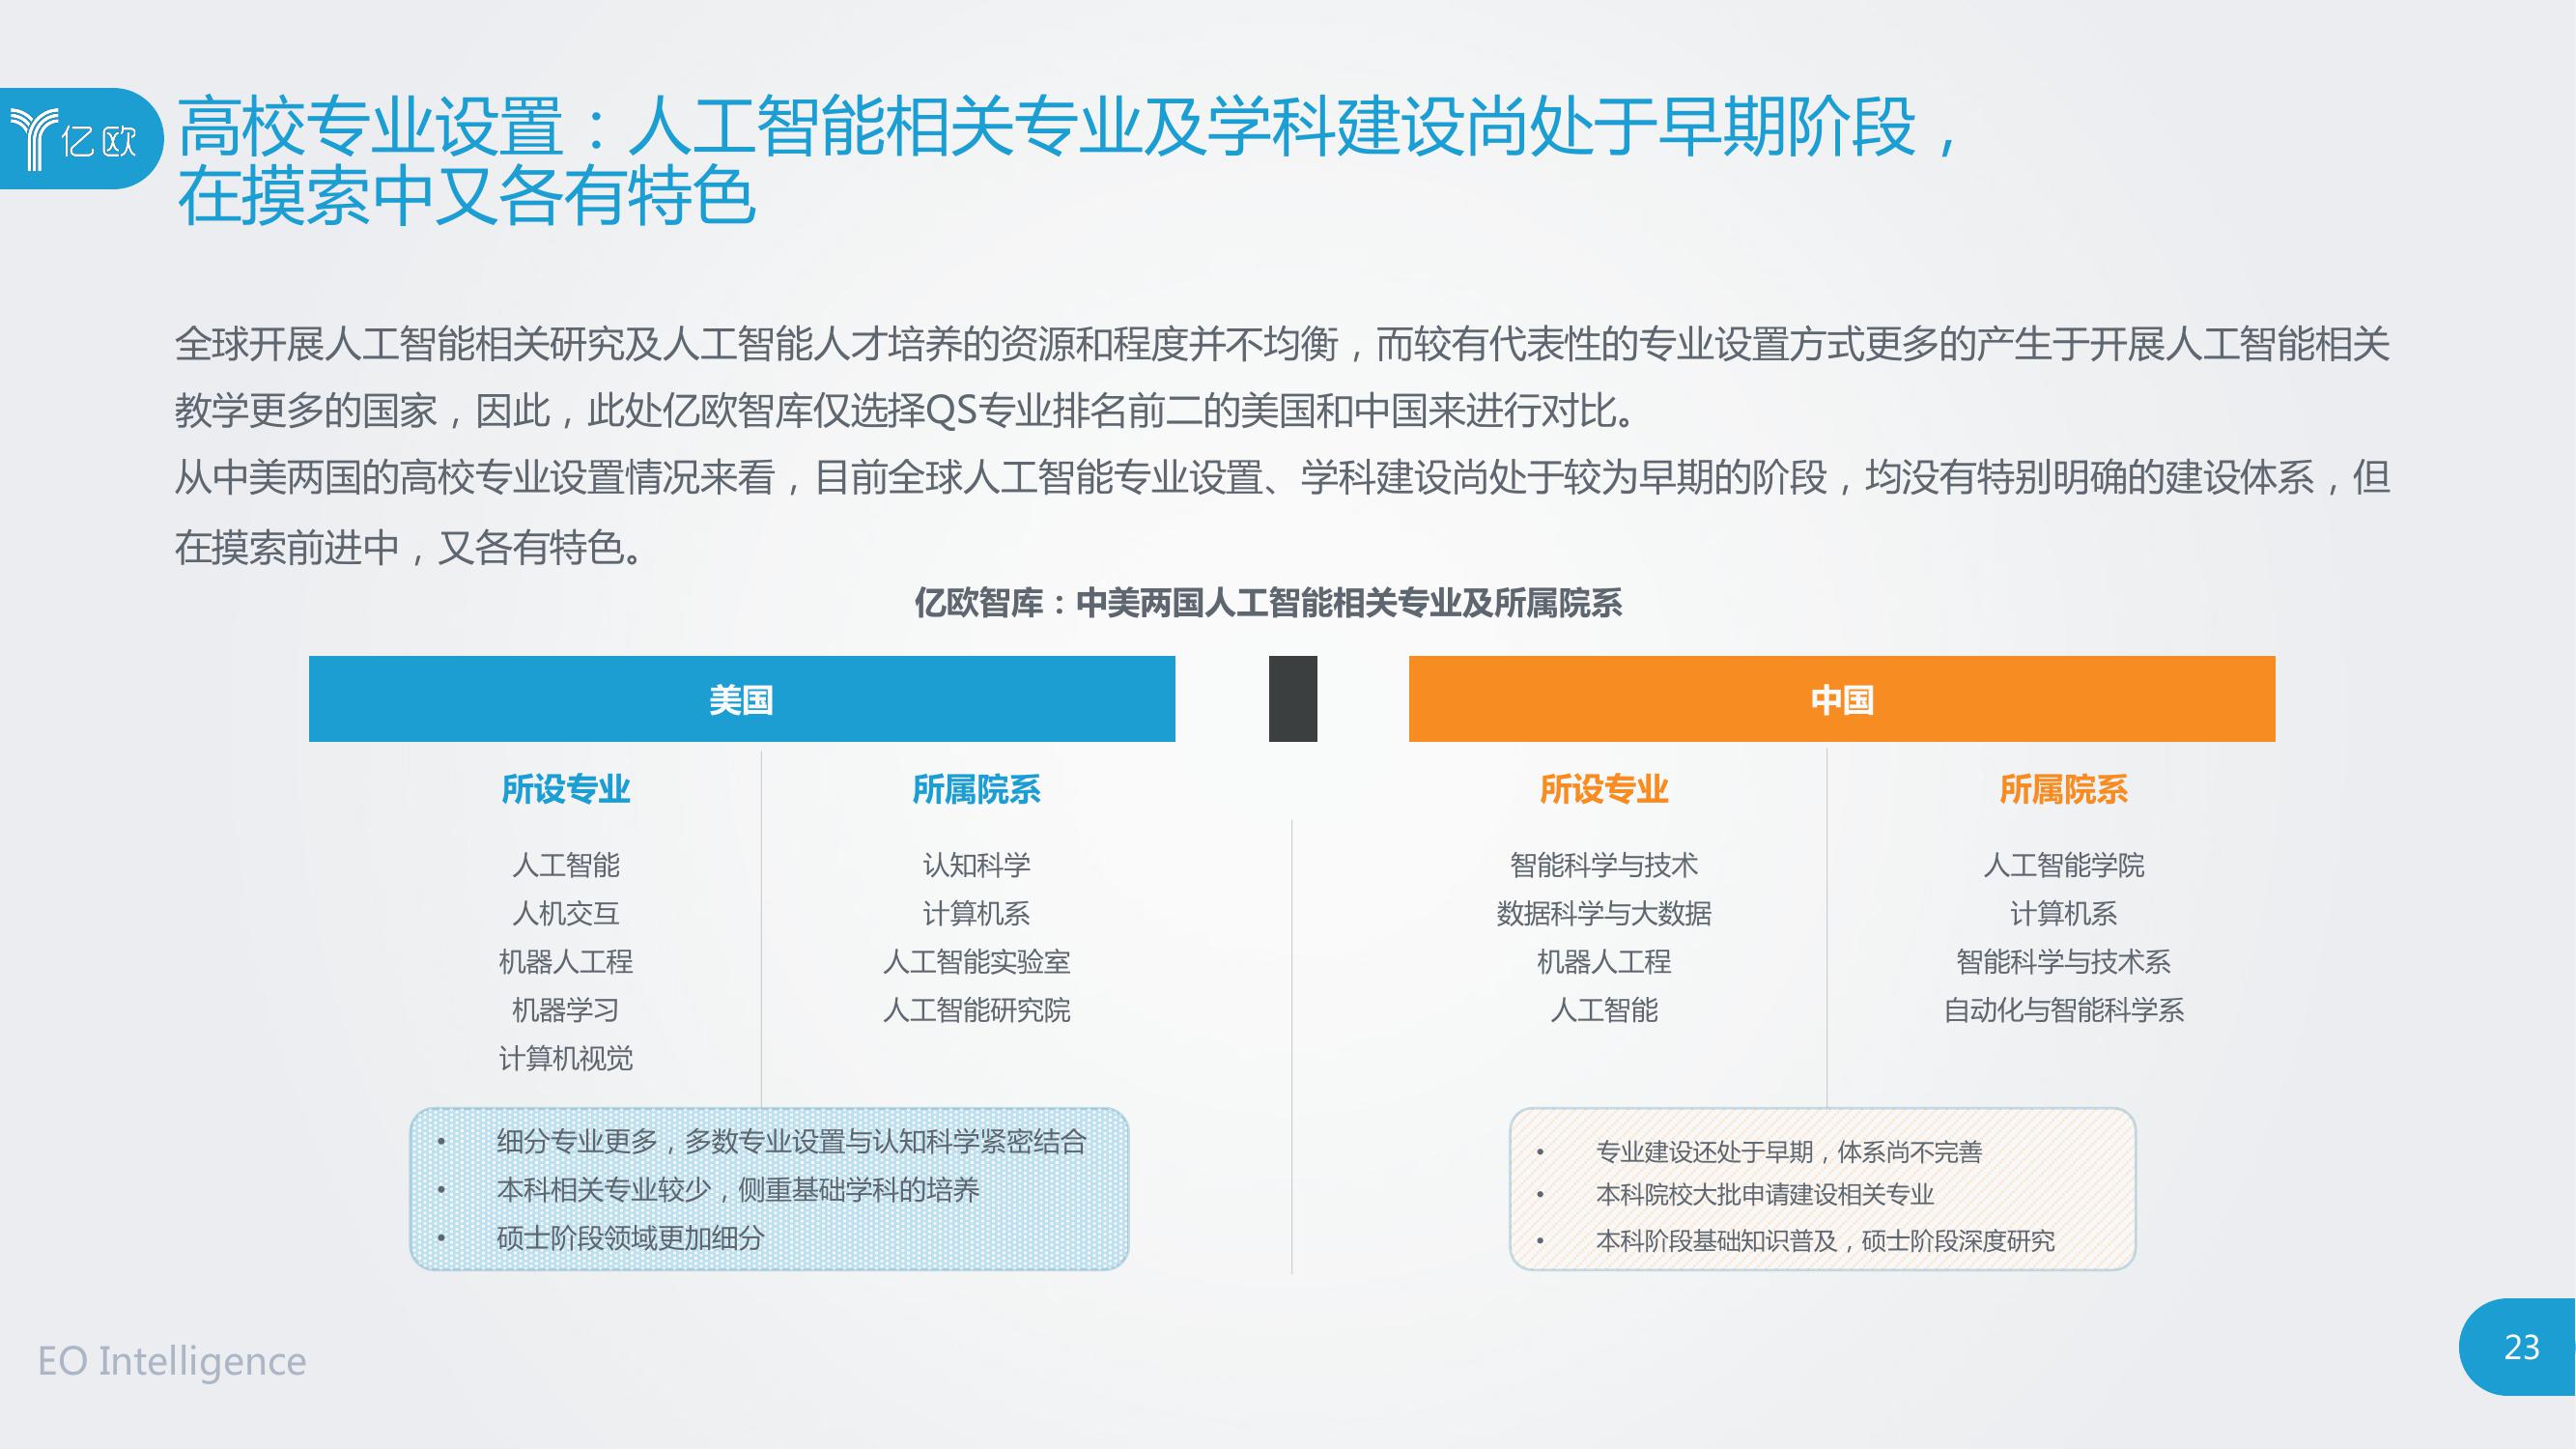 亿欧
高校专业设置：人工智能相关专业及学科建设尚处于早期阶段，
在摸索中又各有特色
全球开展人工智能相关研究及人工智能人才培养的资源和程度并不均衡，而较有代表性的专业设置方式更多的产生于开展人工智能相关
教学更多的国家，因此，此处亿欧智库仅选择QS专业排名前二的美国和中国来进行对比。
从中美两国的高校专业设置情况来看，目前全球人工智能专业设置、学科建设尚处于较为早期的阶段，均没有特别明确的建设体系，但
在摸索前进中，又各有特色。
亿欧智库：中美两国人工智能相关专业及所属院系
美国
所设专业
人工智能
人机交互
机器人工程
机器学习
计算机视觉
所属院系
认知科学
计算机系
人工智能实验室
人工智能研究院
• 细分专业更多，多数专业设置与认知科学紧密结合
• 本科相关专业较少，侧重基础学科的培养
• 硕士阶段领域更加细分
中国
所设专业
智能科学与技术
数据科学与大数据
机器人工程
人工智能
所属院系
人工智能学院
计算机系
智能科学与技术系
自动化与智能科学系
• 专业建设还处于早期，体系尚不完善
• 本科院校大批申请建设相关专业
• 本科阶段基础知识普及，硕士阶段深度研究
EO Intelligence
23